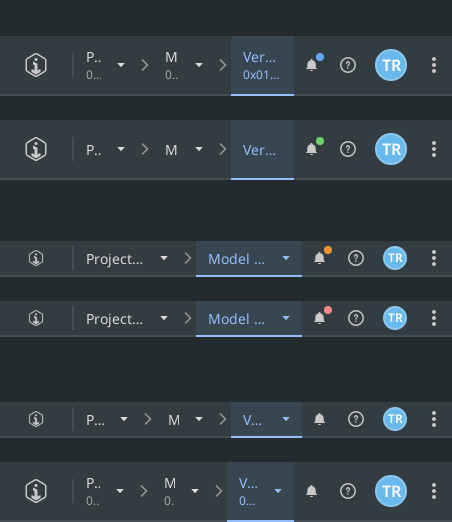 P.. M Ver...
0... 0.. 0x01... TR
P.. M Ver... TR
Project... Model ... TR
Project... Model ... TR
P... M V... TR
P.. M V...
0.. 0. 0... TR